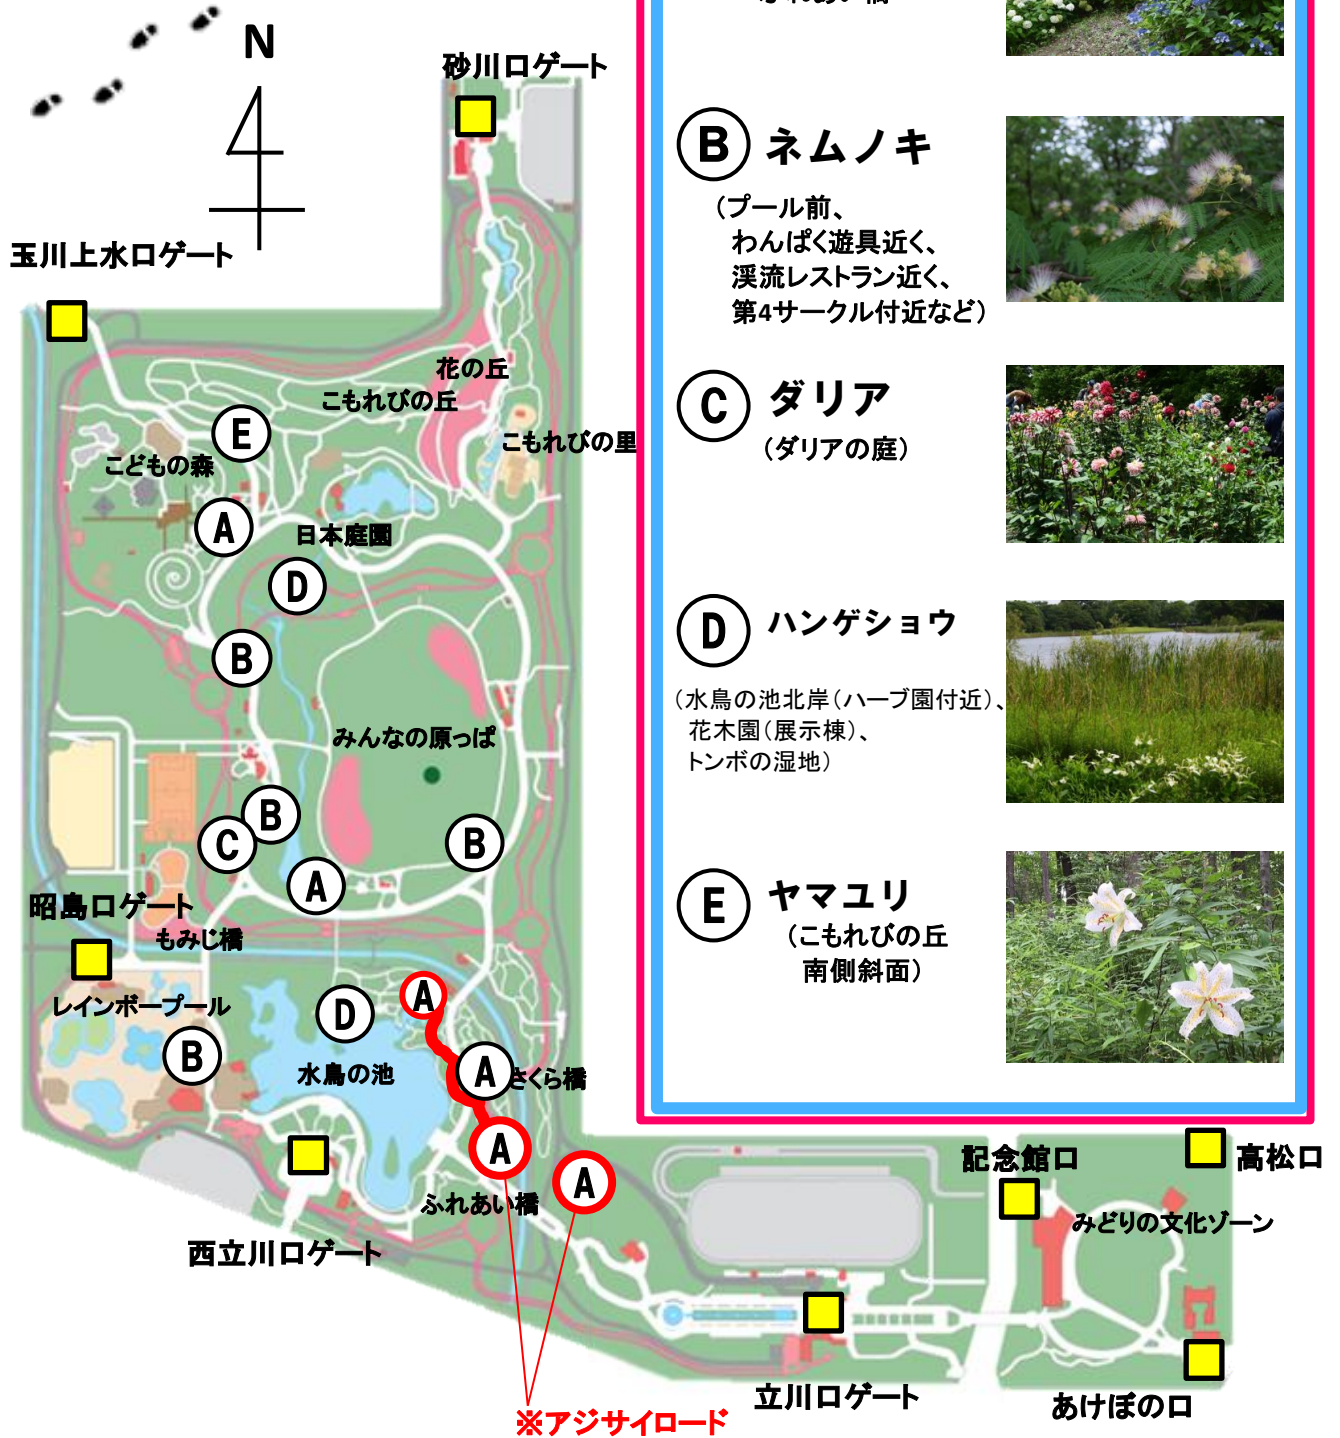 N
砂川口ゲート
玉川上水口ゲート
花の丘
こもれびの丘
こもれびの里
E
こどもの森
A
日本庭園
D
B
みんなの原っぱ
B
C
B
A
昭島口ゲート
もみじ橋
レインボープール
A
D
B
水鳥の池
A
さくら橋
A
A
ふれあい橋
西立川口ゲート
立川口ゲート
※アジサイロード
記念館口
高松口
みどりの文化ゾーン
あけぼの口
B ネムノキ
(プール前、
わんぱく遊具近く、
渓流レストラン近く、
第4サークル付近など)
C ダリア
(ダリアの庭)
D ハンゲショウ
(水鳥の池北岸(ハーブ園付近)、
花木園(展示棟)、
トンボの湿地)
E ヤマユリ
(こもれびの丘
南側斜面)